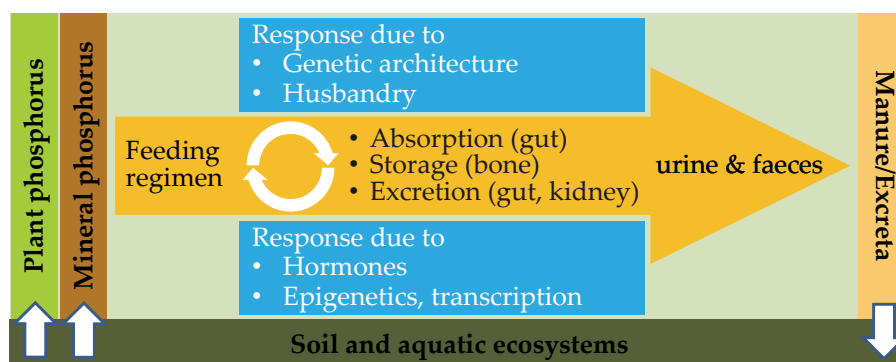 Plant phosphorus
Mineral phosphorus
Response due to
• Genetic architecture
• Husbandry
Feeding
regimen
• Absorption (gut)
• Storage (bone)
• Excretion (gut, kidney)
urine & faeces
Response due to
• Hormones
• Epigenetics, transcription
Manure/Excreta
Soil and aquatic ecosystems